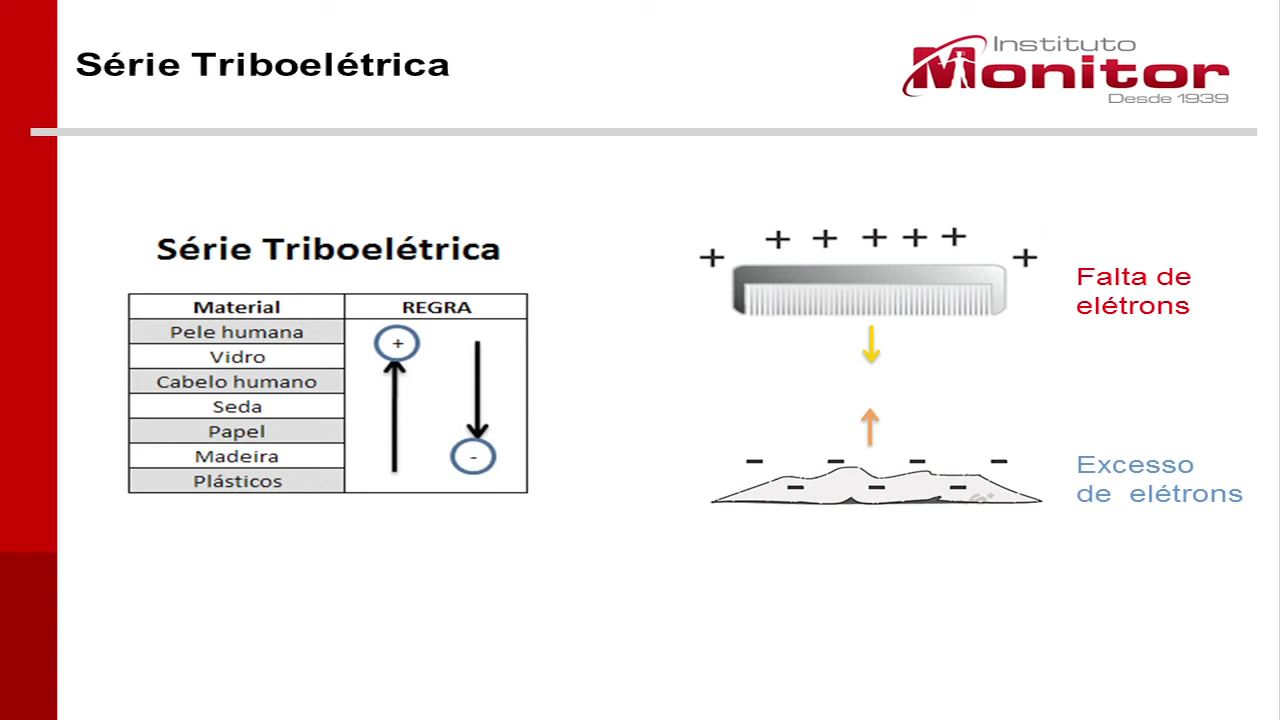 Série Triboelétrica
Instituto
Monitor
Desde 1939
Série Triboelétrica
Material REGRA
Pele humana
Vidro
Cabelo humano
Seda
Papel
Madeira
Plásticos
+
-
+ + + + + + +
Falta de
elétrons
- - - -
- - -
Excesso
de elétrons